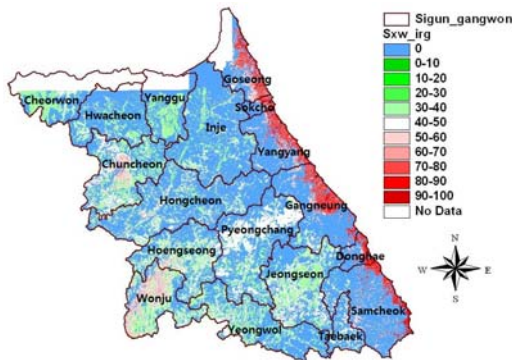 Sigun_gangwon
Sxw_irg
0
0-10
10-20
20-30
30-40
40-50
50-60
60-70
70-80
80-90
90-100
No Data
Goseong
Cheorwon
Yanggu
Sokcho
Hwacheon
Inje
Yangyang
Chuncheon
Hongcheon
Gangneung
Pyeongchang
Hoengseong
Donghae
Jeongseon
Wonju
Samcheok
Yeongwol
Taebaek
N
W
E
S